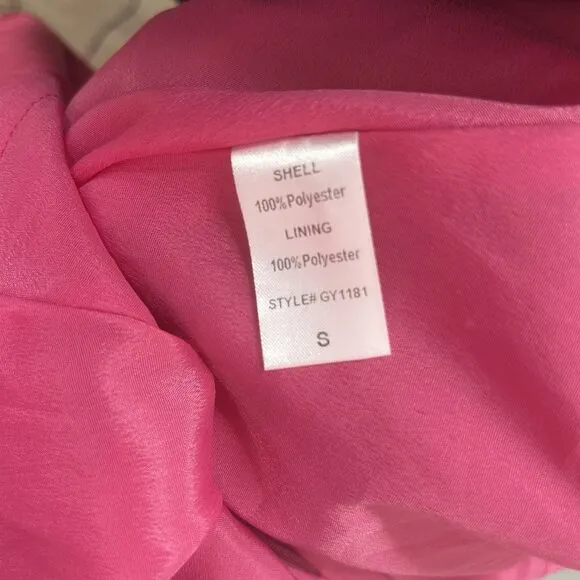 SHELL
100%Polyester
LINING
100%Polyester
STYLE# GY1181
S